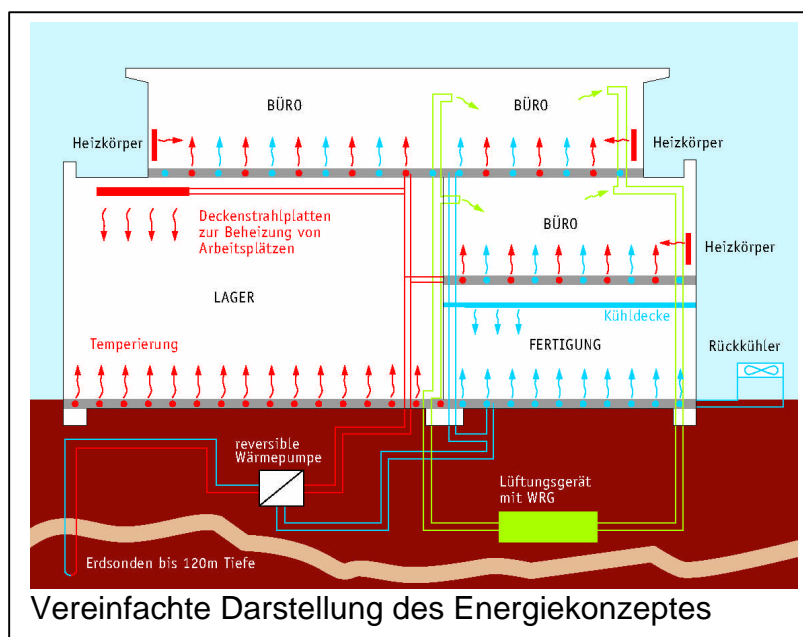 BÜRO
BÜRO
Heizkörper
Heizkörper
Deckenstrahlplatten
zur Beheizung von
Arbeitsplätzen
BÜRO
Heizkörper
LAGER
Kühldecke
Temperierung
FERTIGUNG
Rückkühler
reversible
Wärmepumpe
Lüftungsgerät
mit WRG
Erdsonden bis 120m Tiefe
Vereinfachte Darstellung des Energiekonzeptes